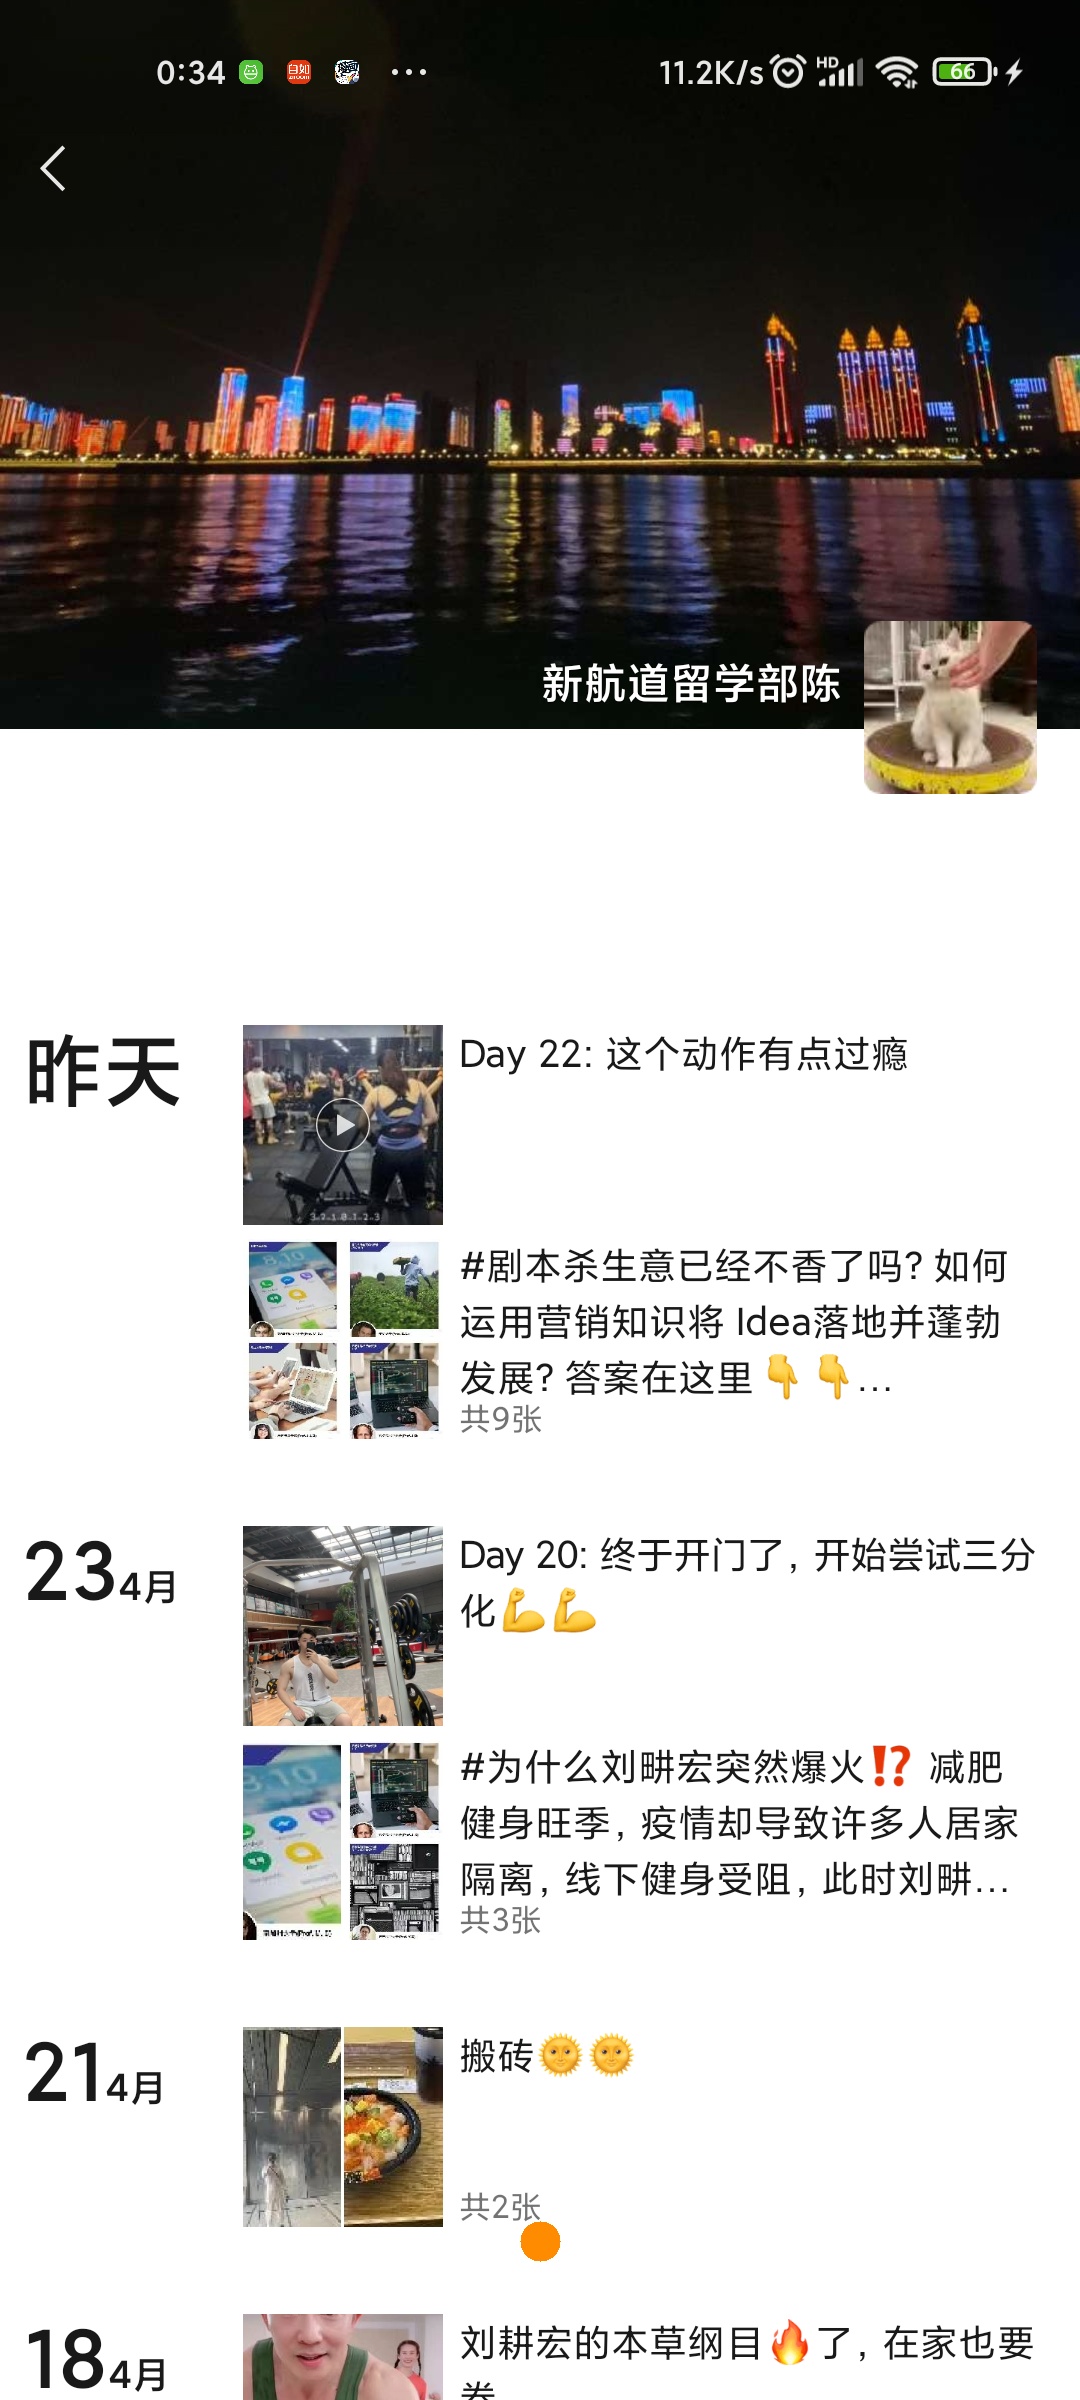 0:34
自如
11.2K/s
HD
66
新航道留学部陈
昨天
Day 22: 这个动作有点过瘾
#剧本杀生意已经不香了吗? 如何
运用营销知识将 Idea落地并蓬勃
发展? 答案在这里👇👇...
共9张
23 4月
Day 20: 终于开门了, 开始尝试三分
化💪💪
#为什么刘畊宏突然爆火⁉️ 减肥
健身旺季, 疫情却导致许多人居家
隔离, 线下健身受阻, 此时刘畊...
共3张
21 4月
搬砖🌞🌞
共2张
18 4月
刘耕宏的本草纲目🔥了, 在家也要